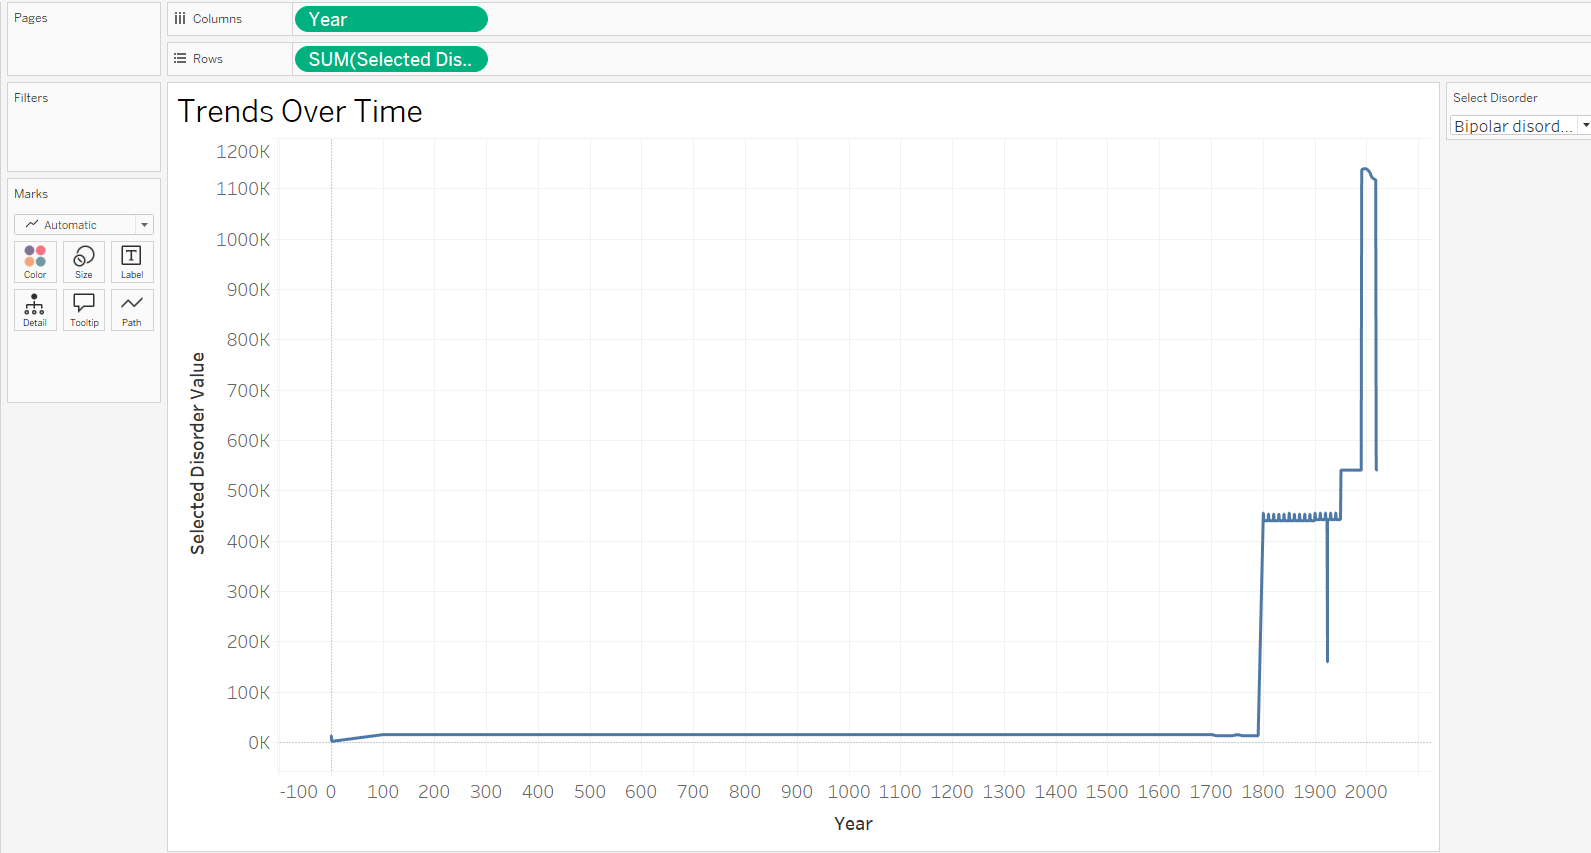 Pages
Columns
Year
Rows
SUM(Selected Dis..
Filters
Marks
Automatic
Color
Size
Label
Detail
Tooltip
Path
Trends Over Time
Selected Disorder Value
1200K
1100K
1000K
900K
800K
700K
600K
500K
400K
300K
200K
100K
0K
-100 0 100 200 300 400 500 600 700 800 900 1000 1100 1200 1300 1400 1500 1600 1700 1800 1900 2000
Year
Select Disorder
Bipolar disord...